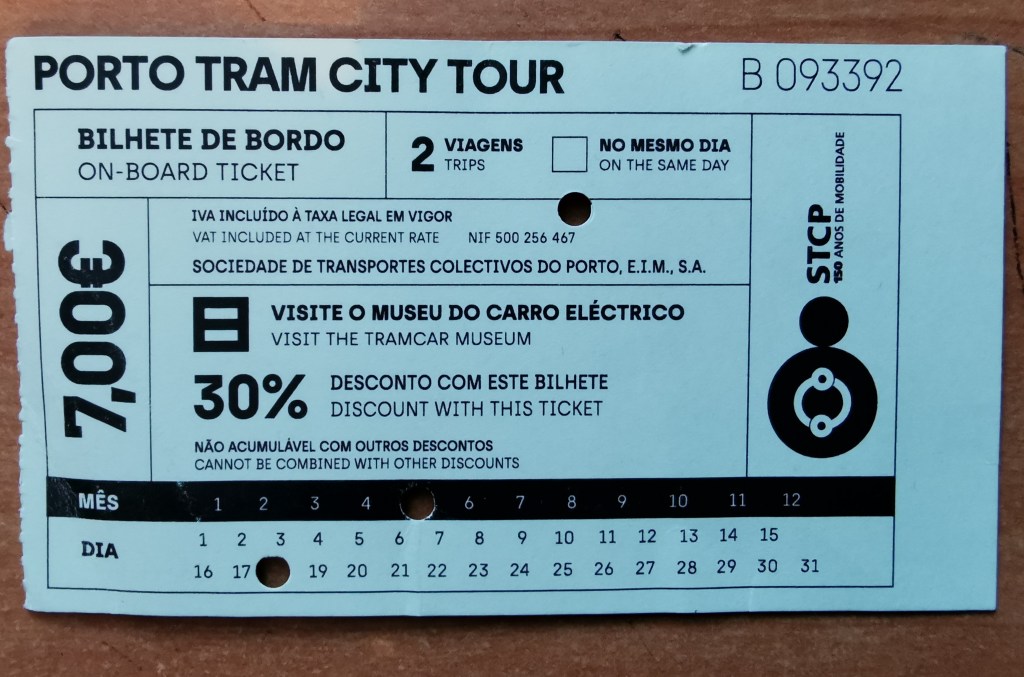 PORTO TRAM CITY TOUR
B 093392
BILHETE DE BORDO
ON-BOARD TICKET
2 VIAGENS
TRIPS
NO MESMO DIA
ON THE SAME DAY
7,00€
IVA INCLUÍDO À TAXA LEGAL EM VIGOR
VAT INCLUDED AT THE CURRENT RATE NIF 500 256 467
SOCIEDADE DE TRANSPORTES COLECTIVOS DO PORTO, E.I.M., S.A.
VISITE O MUSEU DO CARRO ELÉCTRICO
VISIT THE TRAMCAR MUSEUM
30% DESCONTO COM ESTE BILHETE
DISCOUNT WITH THIS TICKET
NÃO ACUMULÁVEL COM OUTROS DESCONTOS
CANNOT BE COMBINED WITH OTHER DISCOUNTS
STCP
150 ANOS DE MOBILIDADE
MÊS 1 2 3 4 6 7 8 9 10 11 12
DIA
1 2 3 4 5 6 7 8 9 10 11 12 13 14 15
16 17 19 20 21 22 23 24 25 26 27 28 29 30 31